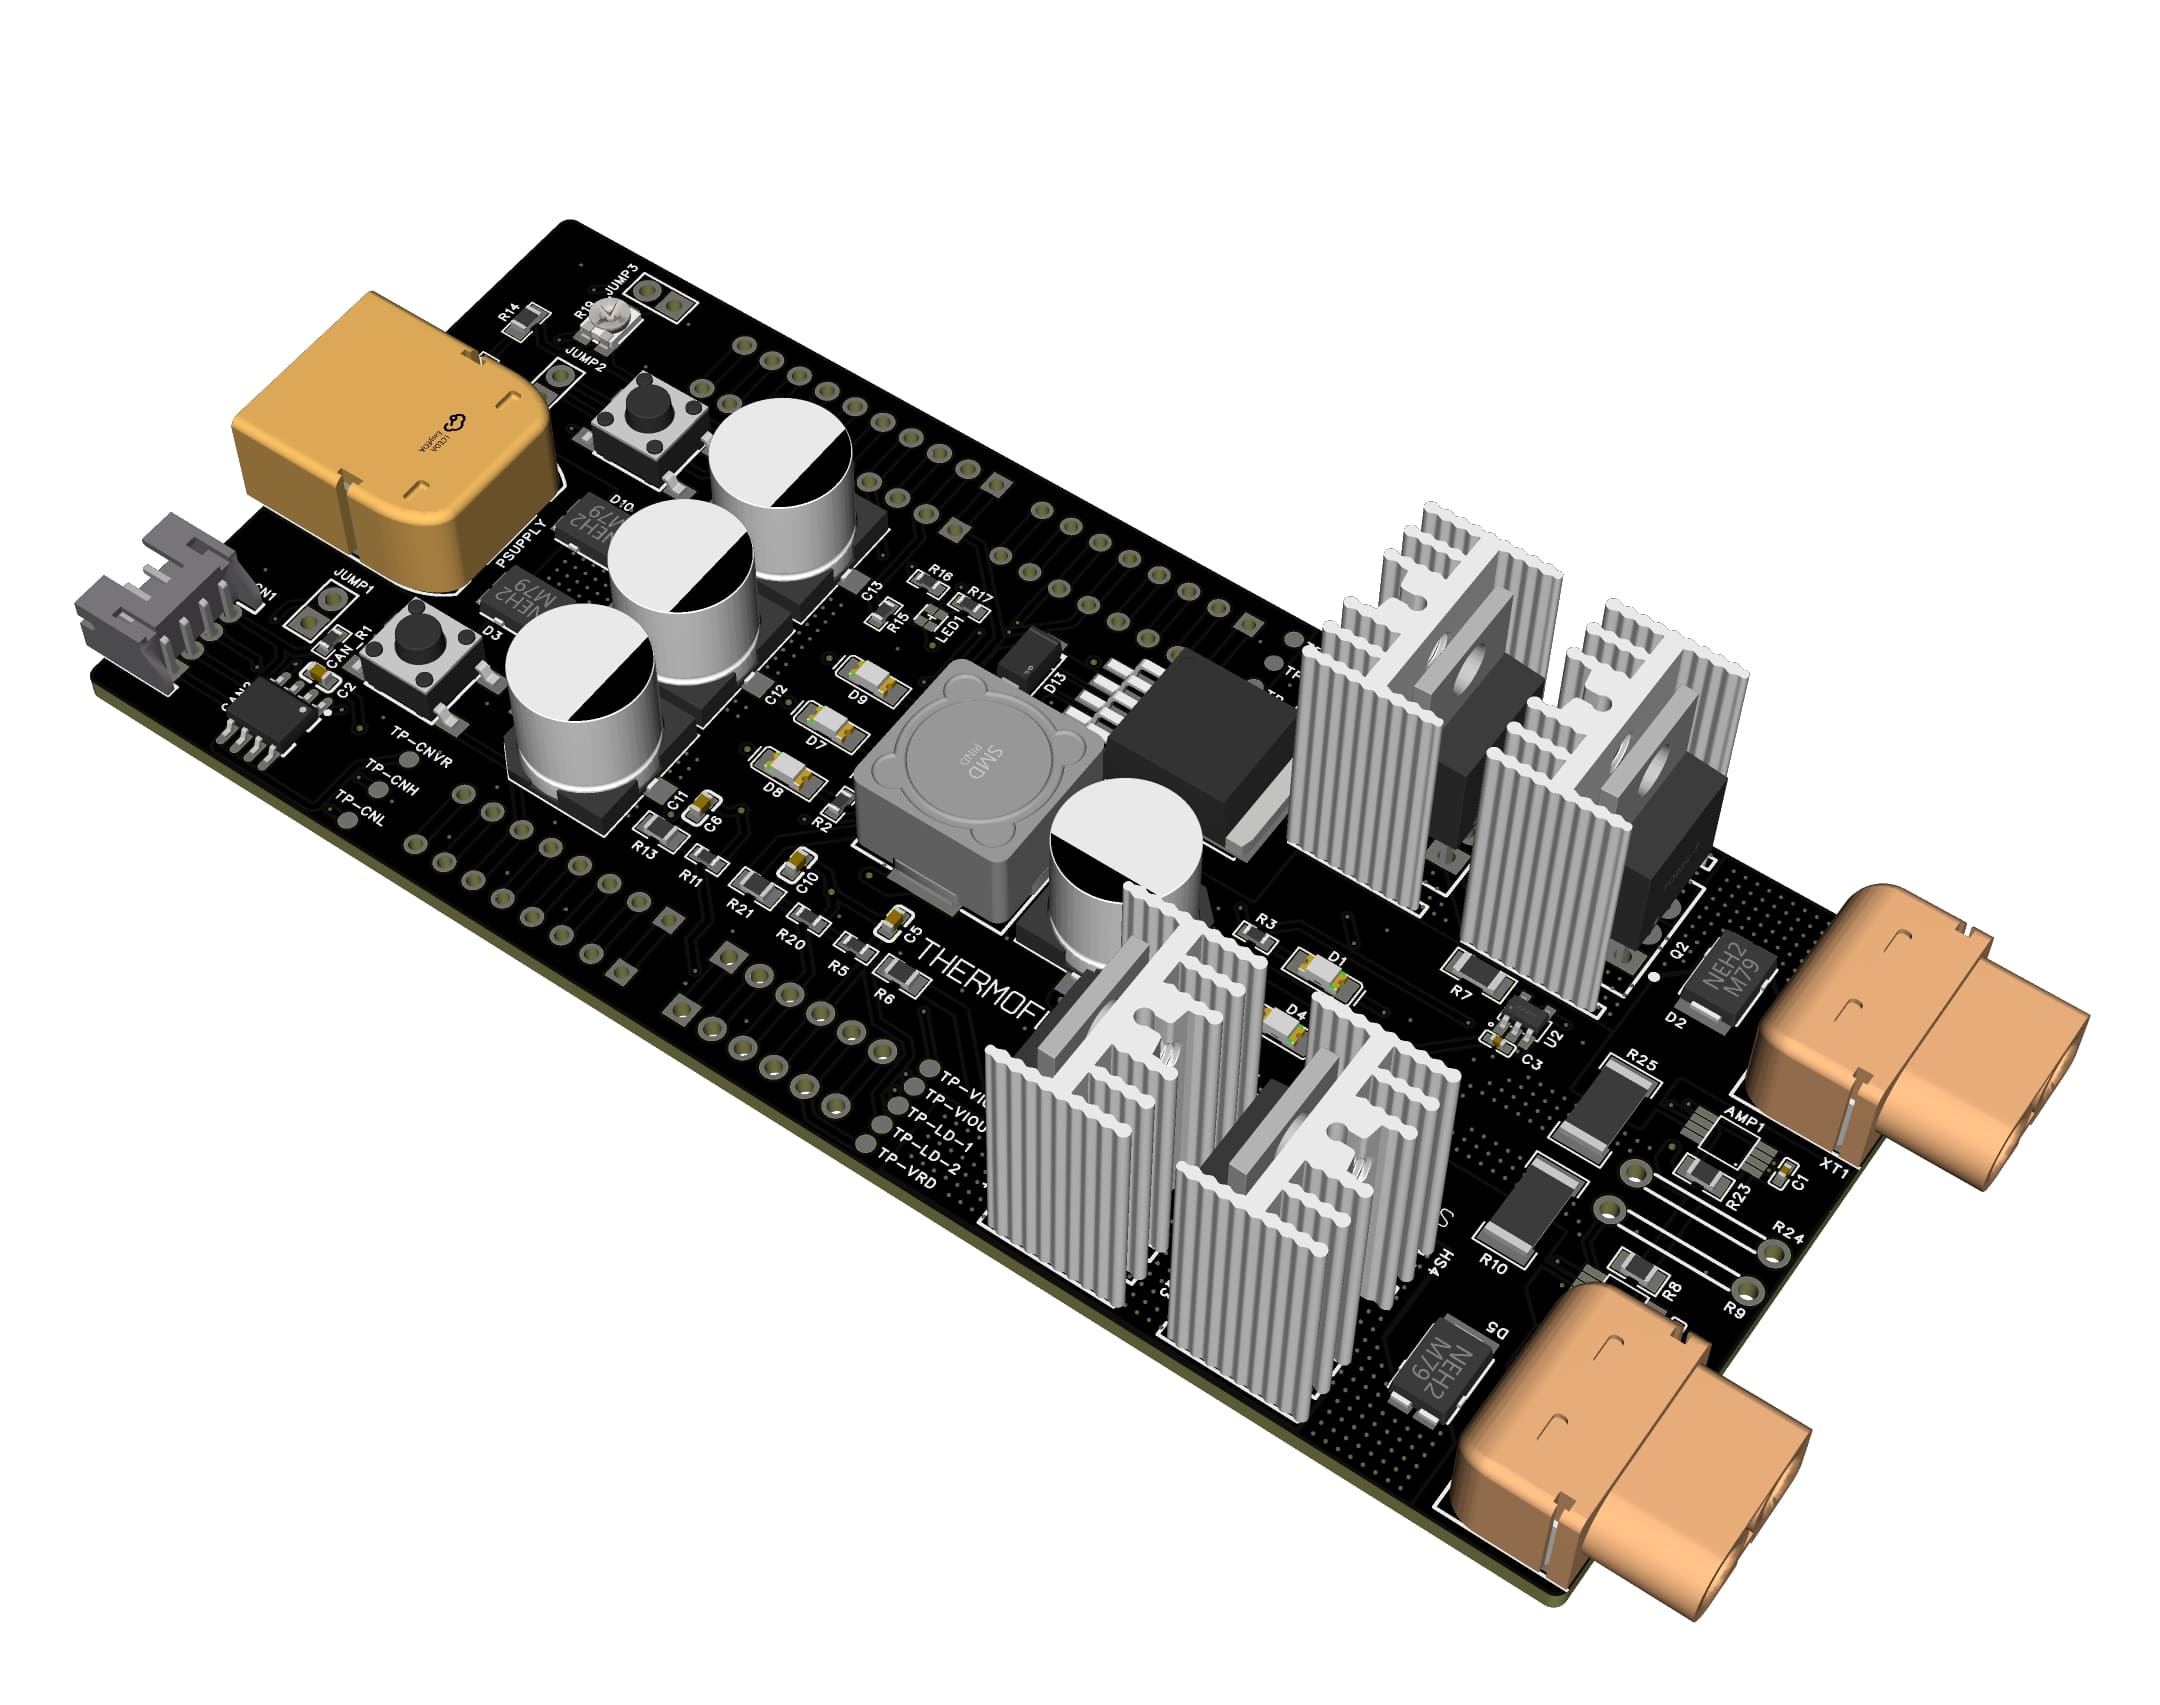 JUMP3
R14
R19
JUMP2
LCEDA
EasyEDA
D10
NEH2
M79
PSUPPLY
CN1
JUMP1
R1
CAN
C2
NEH2
M79
D3
C13
R16
R17
R15
LED1
D13
C12
D9
D7
D8
R2
SMD
PIND
TP-CNVR
TP-CNH
TP-CNL
C11
C6
R13
R11
C10
R21
R20
C5
R5
R6
THERMOF
R3
D1
D4
R7
U2
C3
Q2
NEH2
M79
D2
R25
AMP1
XT1
C1
R23
R24
R10
R8
R9
TP-VIOU
TP-LD-1
TP-LD-2
TP-VRD
HS4
D5
NEH2
M79